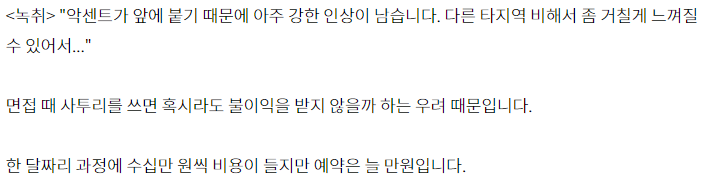 <녹취> "악센트가 앞에 붙기 때문에 아주 강한 인상이 남습니다. 다른 타지역 비해서 좀 거칠게 느껴질
수 있어서..."
면접 때 사투리를 쓰면 혹시라도 불이익을 받지 않을까 하는 우려 때문입니다.
한 달짜리 과정에 수십만 원씩 비용이 들지만 예약은 늘 만원입니다.